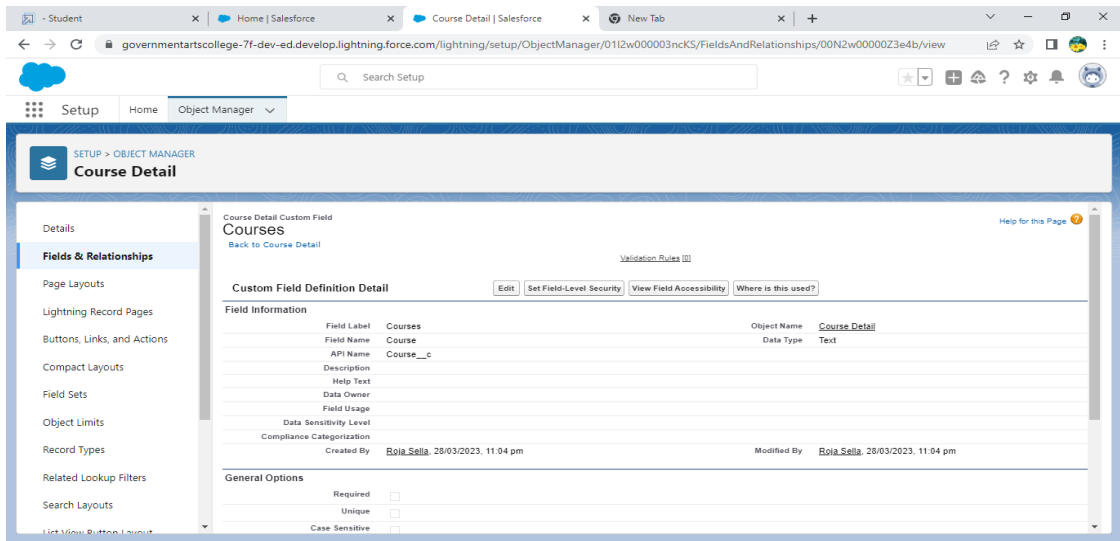 - Student
Home | Salesforce
Course Detail | Salesforce
New Tab
governmentartscollege-7f-dev-ed.develop.lightning.force.com/lightning/setup/ObjectManager/01I2w000003ncKS/FieldsAndRelationships/00N2w00000Z3e4b/view
Search Setup
Setup Home Object Manager
SETUP > OBJECT MANAGER
Course Detail
Details
Fields & Relationships
Page Layouts
Lightning Record Pages
Buttons, Links, and Actions
Compact Layouts
Field Sets
Object Limits
Record Types
Related Lookup Filters
Search Layouts
List View Button Layout
Course Detail Custom Field
Courses
Back to Course Detail
Help for this Page
Validation Rules [0]
Custom Field Definition Detail Edit Set Field-Level Security View Field Accessibility Where is this used?
Field Information
Field Label Courses Object Name Course Detail
Field Name Course Data Type Text
API Name Course__c
Description
Help Text
Data Owner
Field Usage
Data Sensitivity Level
Compliance Categorization
Created By Roja Sella, 28/03/2023, 11:04 pm Modified By Roja Sella, 28/03/2023, 11:04 pm
General Options
Required
Unique
Case Sensitive